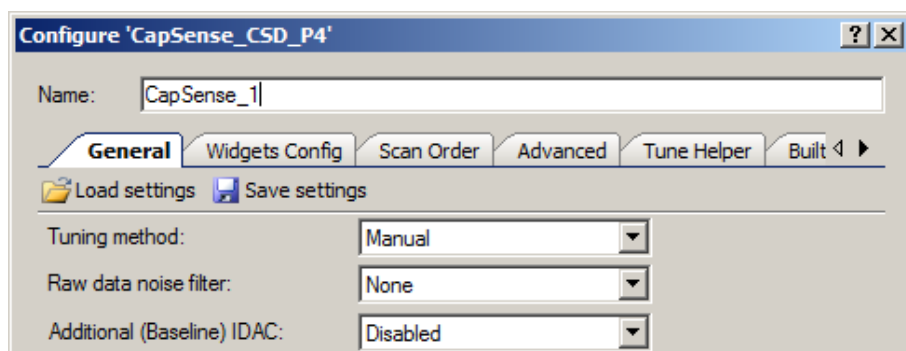 Configure 'CapSense_CSD_P4'
Name: CapSense_1
General Widgets Config Scan Order Advanced Tune Helper Built
Load settings Save settings
Tuning method: Manual
Raw data noise filter: None
Additional (Baseline) IDAC: Disabled